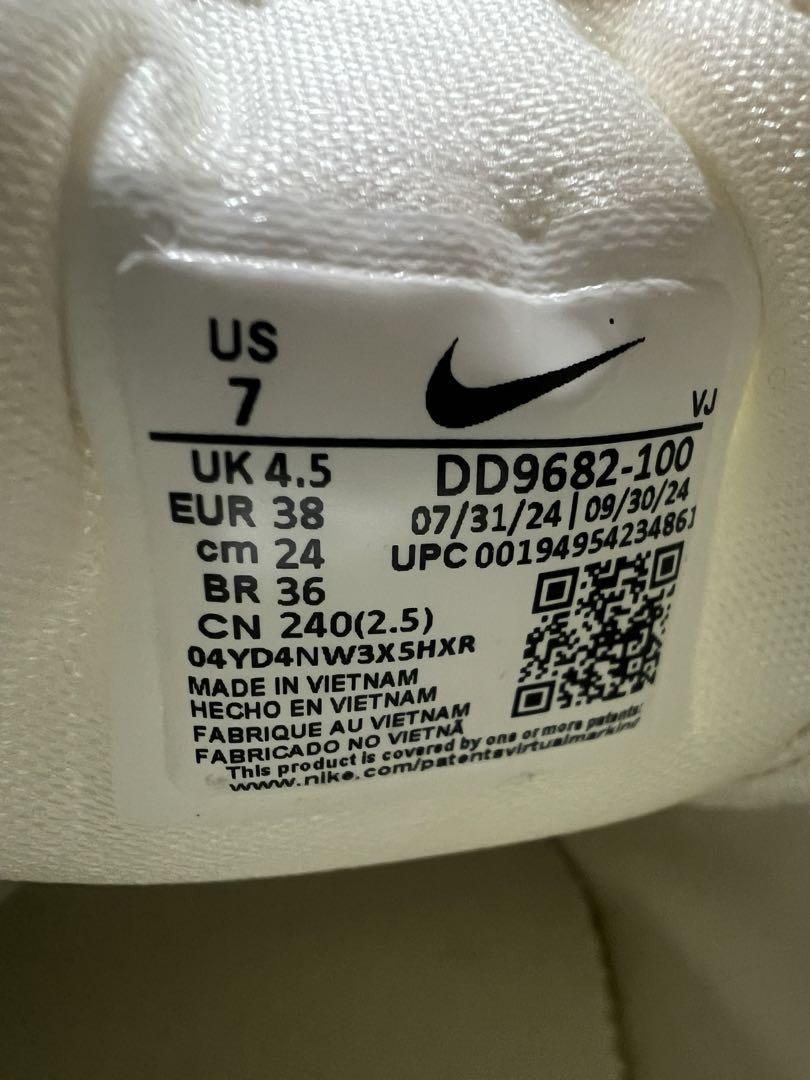 US
7
VJ
UK 4.5
DD9682-100
EUR 38
07/31/24 | 09/30/24
cm 24
UPC 00194954234861
BR 36
CN 240(2.5)
04YD4NW3X5HXR
MADE IN VIETNAM
HECHO EN VIETNAM
FABRIQUE AU VIETNAM
FABRICADO NO VIETNÃ
This product is covered by one or more patents:
www.nike.com/patentsvirtualmarking